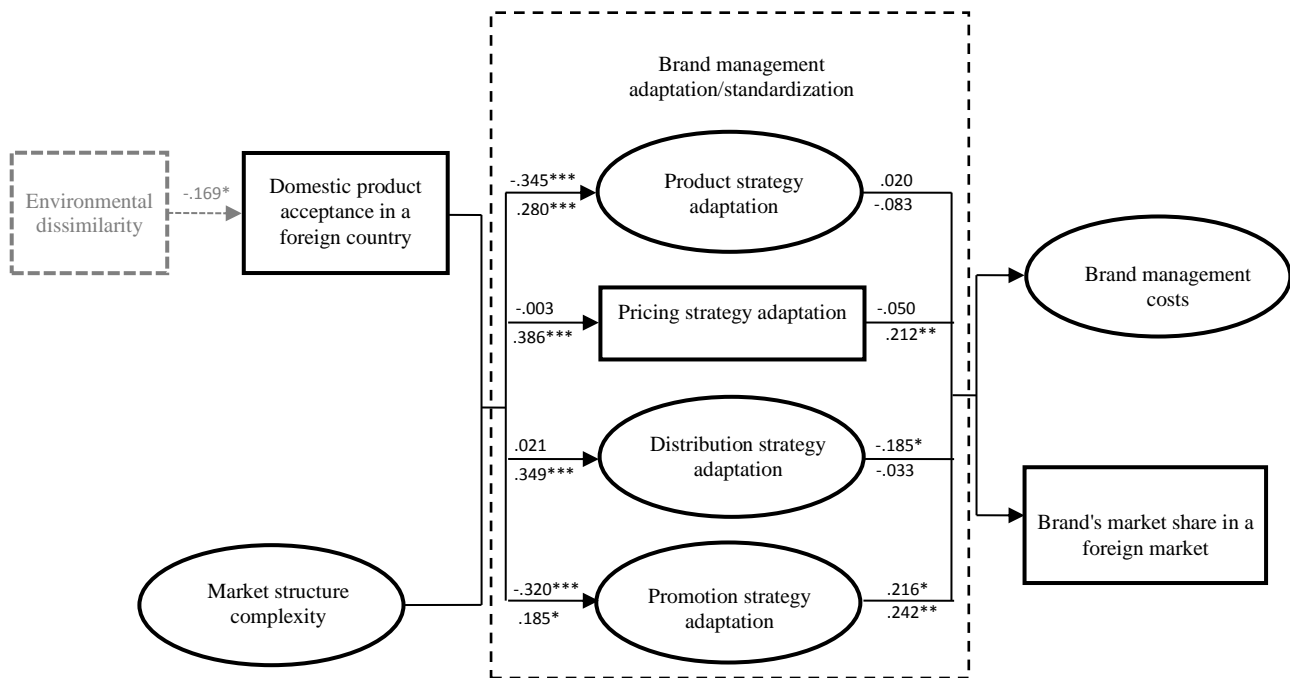 Brand management
adaptation/standardization
Environmental
dissimilarity
-.169*
Domestic product
acceptance in a
foreign country
-.345***
.280***
Product strategy
adaptation
.020
-.083
Brand management
costs
-.003
.386***
Pricing strategy adaptation
-.050
.212**
.021
.349***
Distribution strategy
adaptation
-.185*
-.033
Brand's market share in a
foreign market
Market structure
complexity
-.320***
.185*
Promotion strategy
adaptation
.216*
.242**